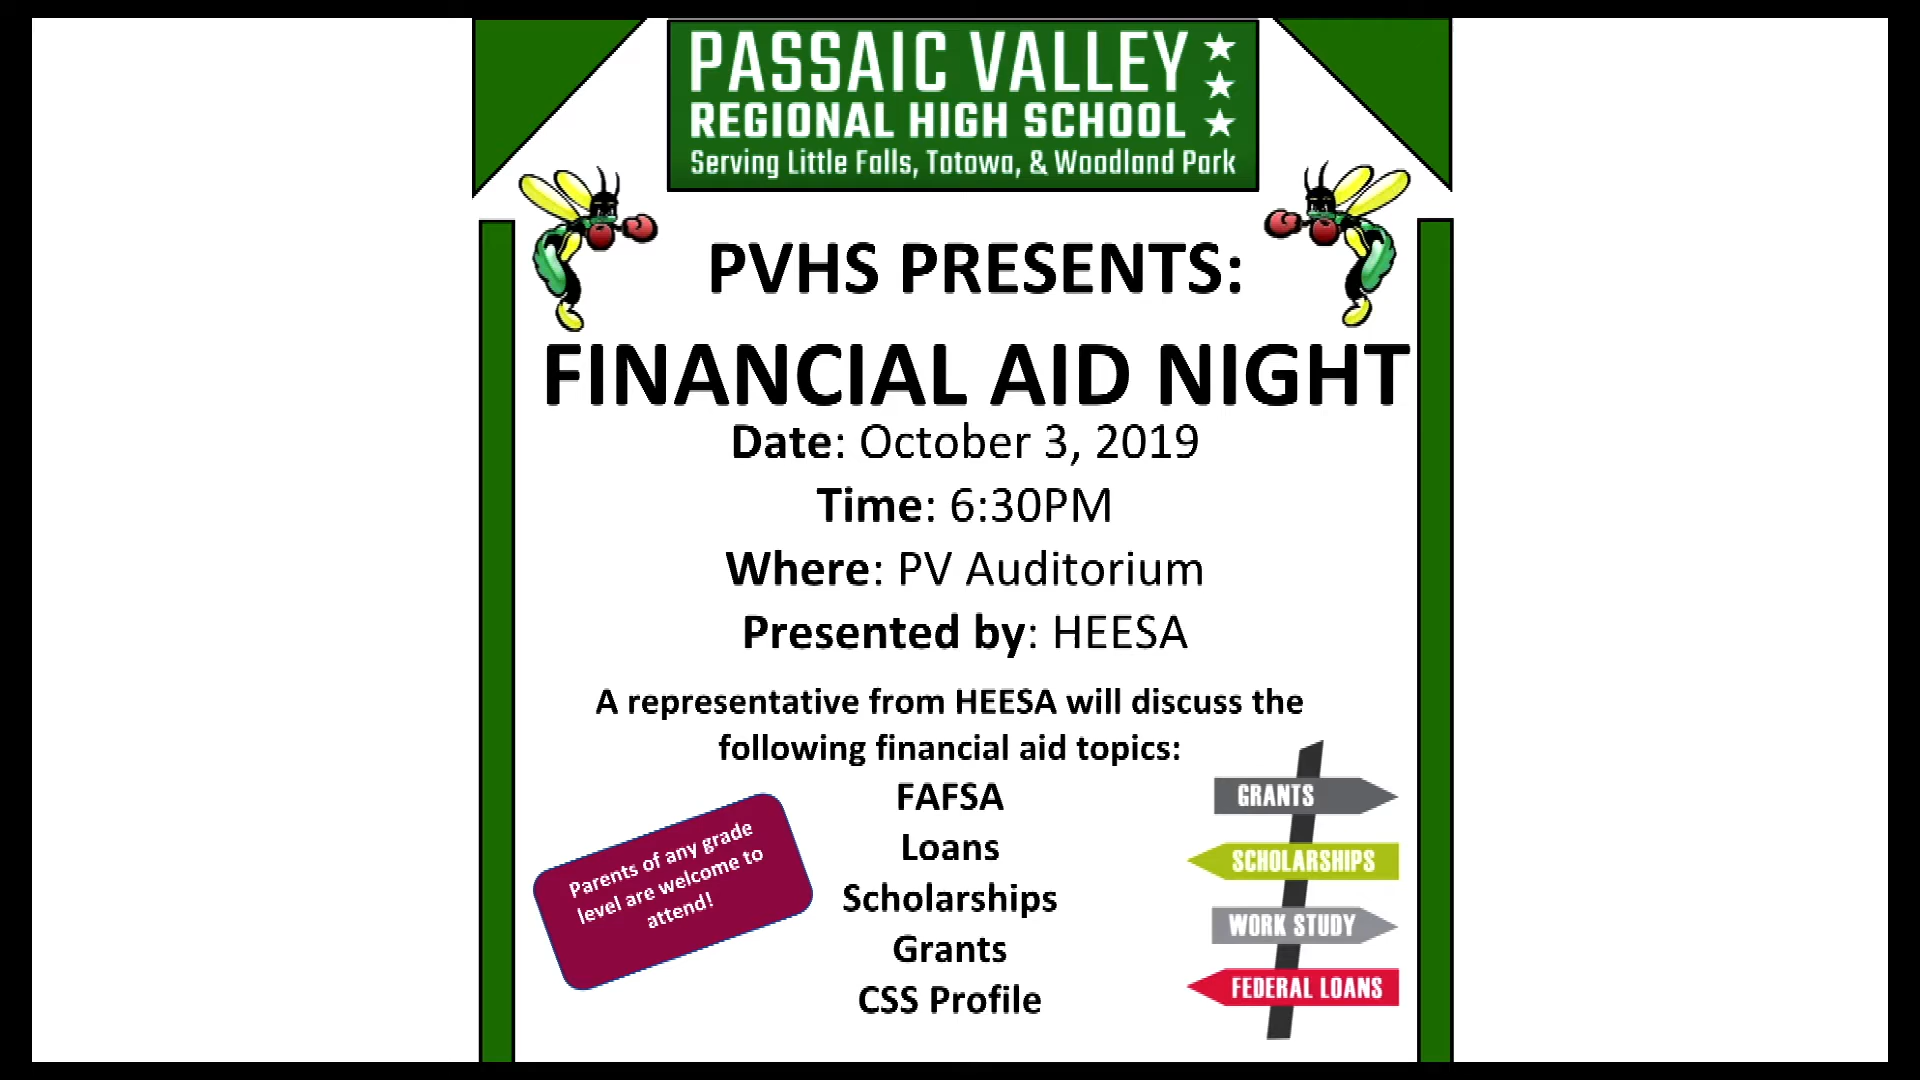 PASSAIC VALLEY
REGIONAL HIGH SCHOOL
Serving Little Falls, Totowa, & Woodland Park
PVHS PRESENTS:
FINANCIAL AID NIGHT
Date: October 3, 2019
Time: 6:30PM
Where: PV Auditorium
Presented by: HEESA
A representative from HEESA will discuss the
following financial aid topics:
FAFSA
Loans
Scholarships
Grants
CSS Profile
Parents of any grade
level are welcome to
attend!
GRANTS
SCHOLARSHIPS
WORK STUDY
FEDERAL LOANS